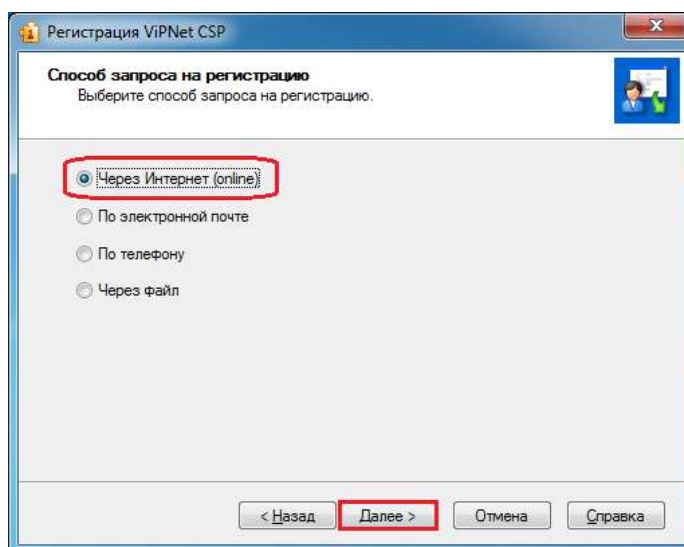 Регистрация ViPNet CSP
Способ запроса на регистрацию
Выберите способ запроса на регистрацию.
Через Интернет (online)
По электронной почте
По телефону
Через файл
< Назад Далее > Отмена Справка